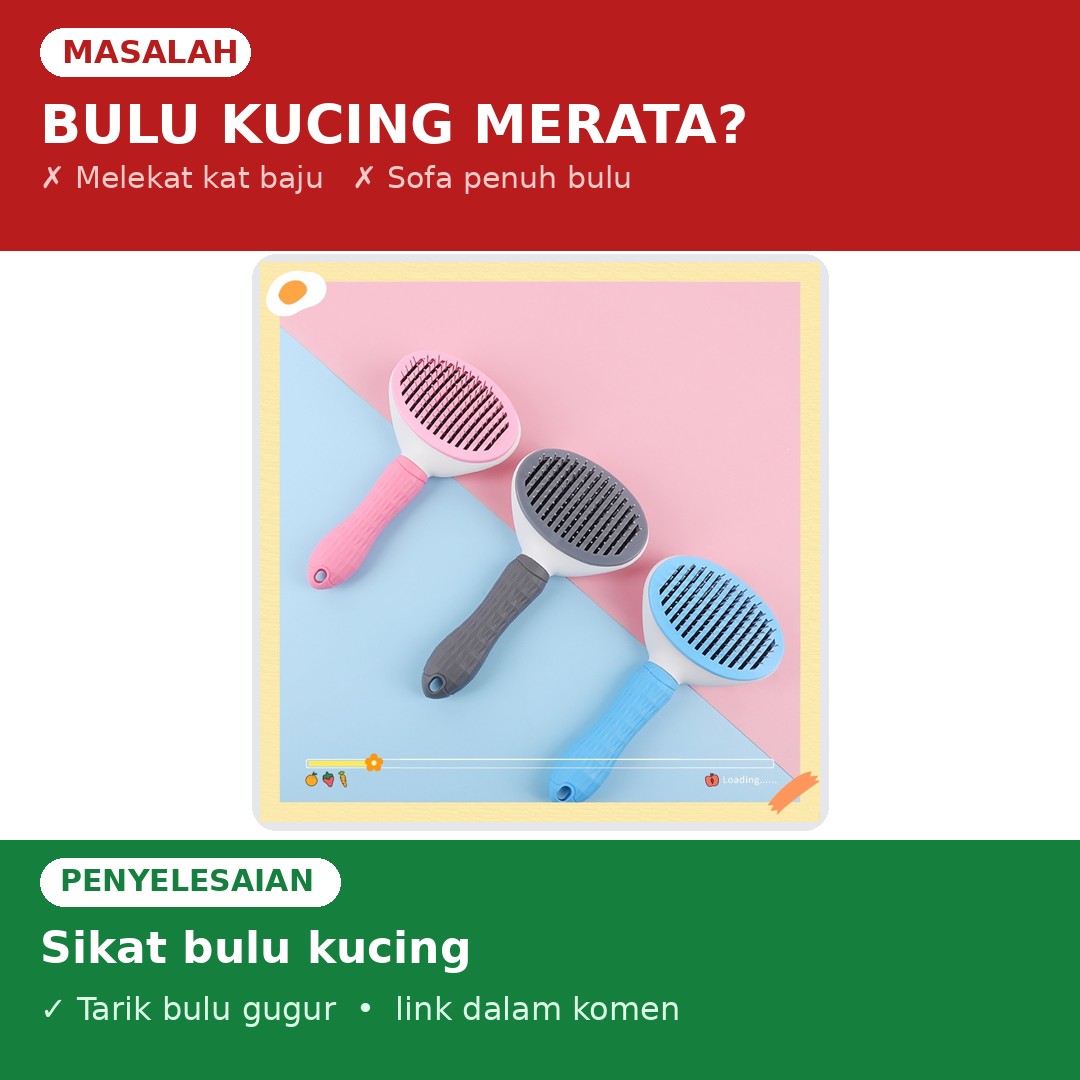 MASALAH
BULU KUCING MERATA?
✗ Melekat kat baju ✗ Sofa penuh bulu
Loading......
PENYELESAIAN
Sikat bulu kucing
✓ Tarik bulu gugur • link dalam komen